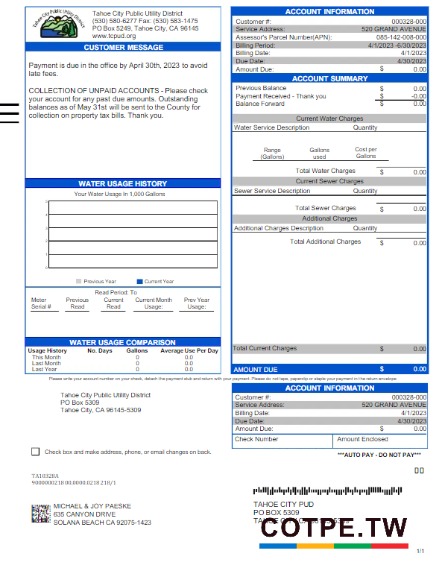 Tahoe City Public Utility District
(530) 580-6277 Fax: (530) 583-1475
PO Box 5249, Tahoe City, CA 96145
www.tcpud.org
CUSTOMER MESSAGE
Payment is due in the office by April 30th, 2023 to avoid
late fees.
COLLECTION OF UNPAID ACCOUNTS - Please check
your account for any past due amounts. Outstanding
balances as of May 31st will be sent to the County for
collection on property tax bills. Thank you.
WATER USAGE HISTORY
Your Water Usage In 1,000 Gallons
Previous Year Current Year
Read Period: To
Meter Serial # Previous Read Current Read Current Month Usage: Prev Year Usage:
WATER USAGE COMPARISON
Usage History No. Days Gallons Average Use Per Day
This Month 0 0.0
Last Month 0 0.0
Last Year 0 0.0
ACCOUNT INFORMATION
Customer #: 000328-000
Service Address: 520 GRAND AVENUE
Assessor's Parcel Number(APN): 085-142-008-000
Billing Period: 4/1/2023 -6/30/2023
Billing Date: 4/1/2023
Due Date: 4/30/2023
Amount Due: $ 0.00
ACCOUNT SUMMARY
Previous Balance $ 0.00
Payment Received - Thank you $ -0.00
Balance Forward $ 0.00
Current Water Charges
Water Service Description Quantity
Range (Gallons) Gallons used Cost per Gallons
Total Water Charges $ 0.00
Current Sewer Charges
Sewer Service Description Quantity
Total Sewer Charges $ 0.00
Additional Charges
Additional Charges Description Quantity
Total Additional Charges $ 0.00
Total Current Charges $ 0.00
AMOUNT DUE $ 0.00
Please write your account number on your check, detach the payment stub and return with your payment. Please do not tape, paperclip or staple your payment in the return envelope.
Tahoe City Public Utility District
PO Box 5309
Tahoe City, CA 96145-5309
Check box and make address, phone, or email changes on back.
TA10328A
MICHAEL & JOY PAESKE
635 CANYON DRIVE
SOLANA BEACH CA 92075-1423
ACCOUNT INFORMATION
Customer #: 000328-000
Service Address: 520 GRAND AVENUE
Billing Date: 4/1/2023
Due Date: 4/30/2023
Amount Due: $ 0.00
Check Number Amount Enclosed
***AUTO PAY - DO NOT PAY***
TAHOE CITY PUD
PO BOX 5309
COTPE.TW
1/1